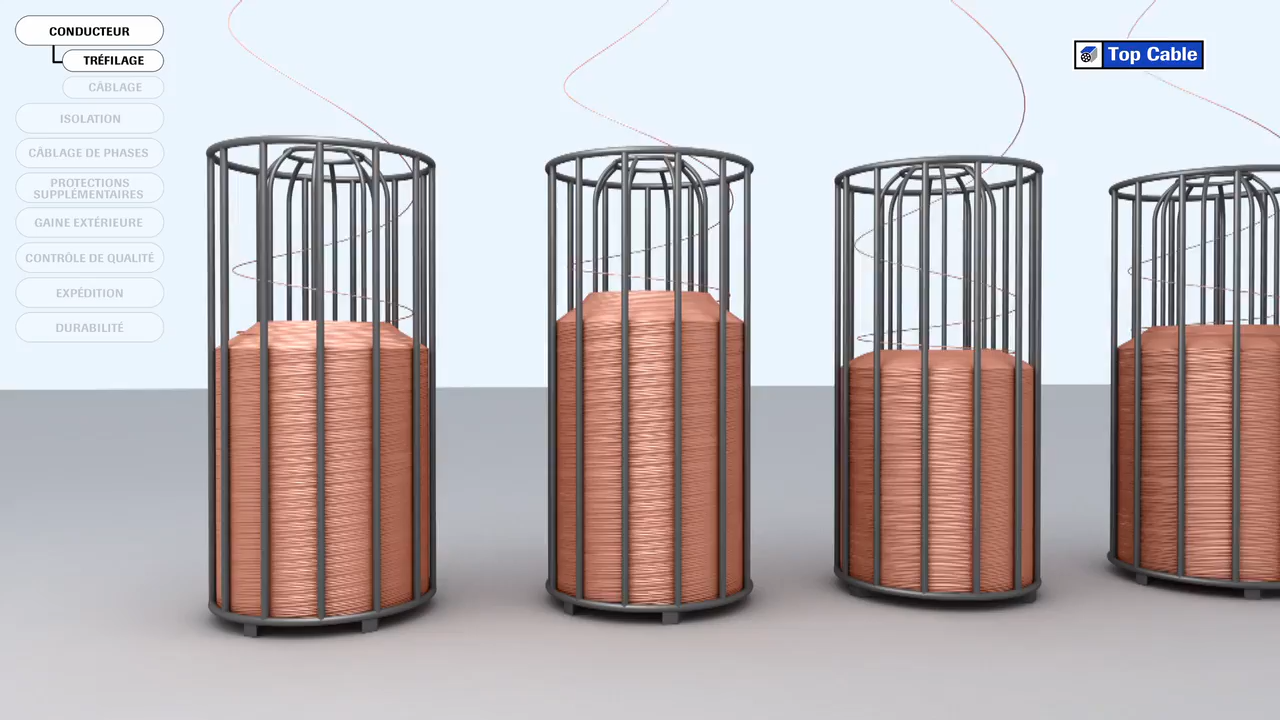 CONDUCTEUR
TRÉFILAGE
CÂBLAGE
ISOLATION
CÂBLAGE DE PHASES
PROTECTIONS
SUPPLÉMENTAIRES
GAINE EXTÉRIEURE
CONTRÔLE DE QUALITÉ
EXPÉDITION
DURABILITÉ
Top Cable